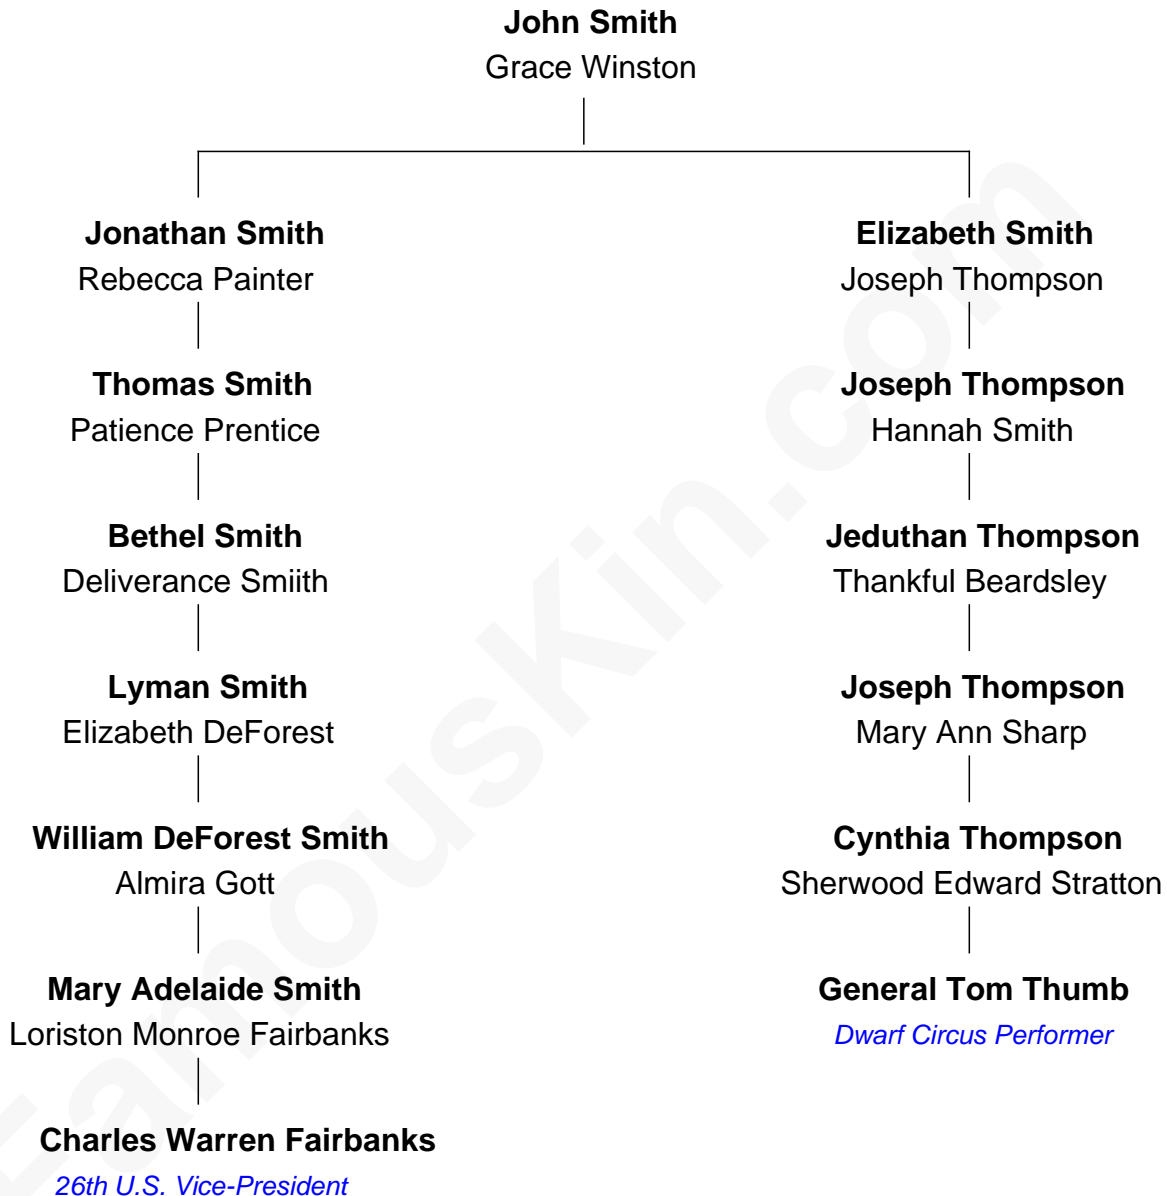 John Smith
Grace Winston
Jonathan Smith
Rebecca Painter
Elizabeth Smith
Joseph Thompson
Thomas Smith
Patience Prentice
Joseph Thompson
Hannah Smith
Bethel Smith
Deliverance Smiith
Jeduthan Thompson
Thankful Beardsley
Lyman Smith
Elizabeth DeForest
Joseph Thompson
Mary Ann Sharp
William DeForest Smith
Almira Gott
Cynthia Thompson
Sherwood Edward Stratton
Mary Adelaide Smith
Loriston Monroe Fairbanks
General Tom Thumb
Dwarf Circus Performer
Charles Warren Fairbanks
26th U.S. Vice-President
FamousKin.com